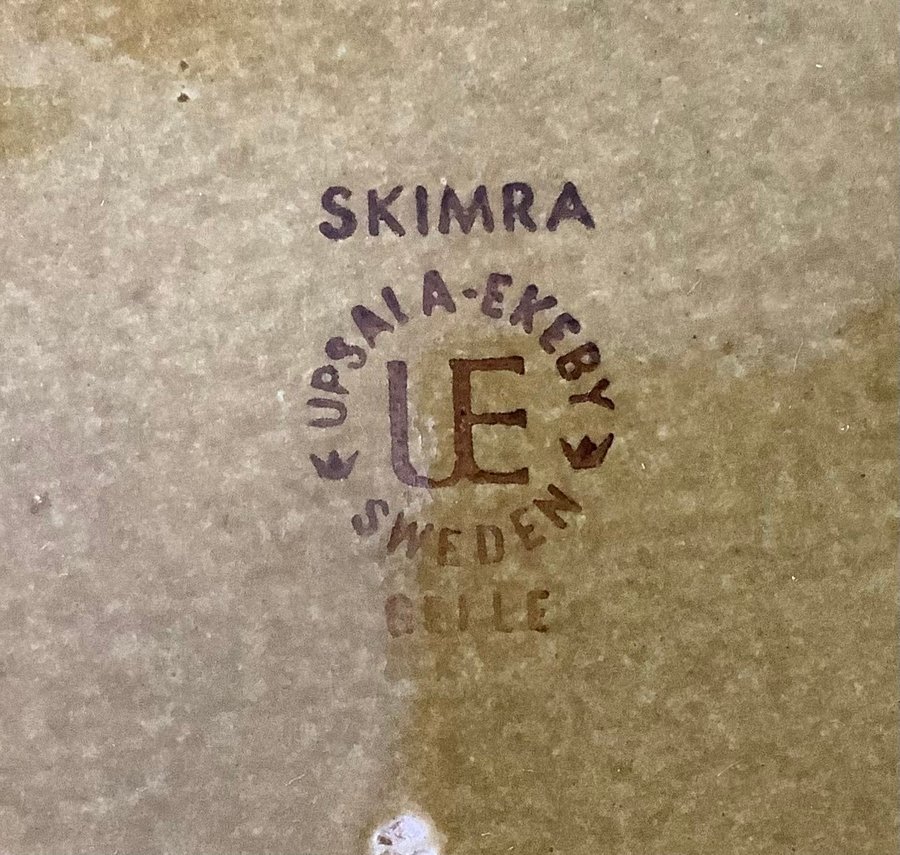 SKIMRA
UPSALA-EKEBY
UE
SWEDEN
GEFLE